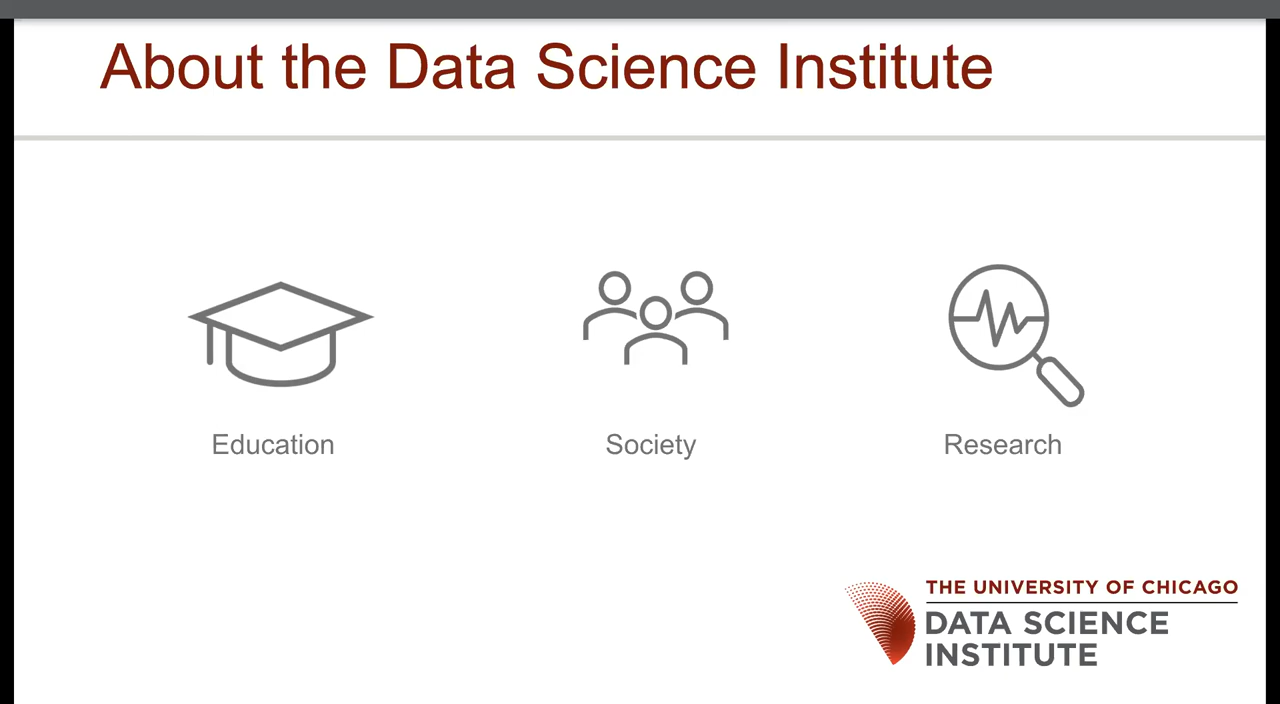 About the Data Science Institute
Education
Society
Research
THE UNIVERSITY OF CHICAGO
DATA SCIENCE
INSTITUTE